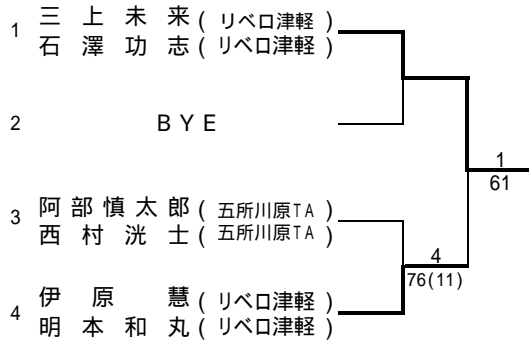 1 三上未来 ( リベロ津軽 )
石澤功志 ( リベロ津軽 )
2 BYE
1
61
3 阿部慎太郎 ( 五所川原TA )
西村洸士 ( 五所川原TA )
4
76(11)
4 伊原慧 ( リベロ津軽 )
明本和丸 ( リベロ津軽 )